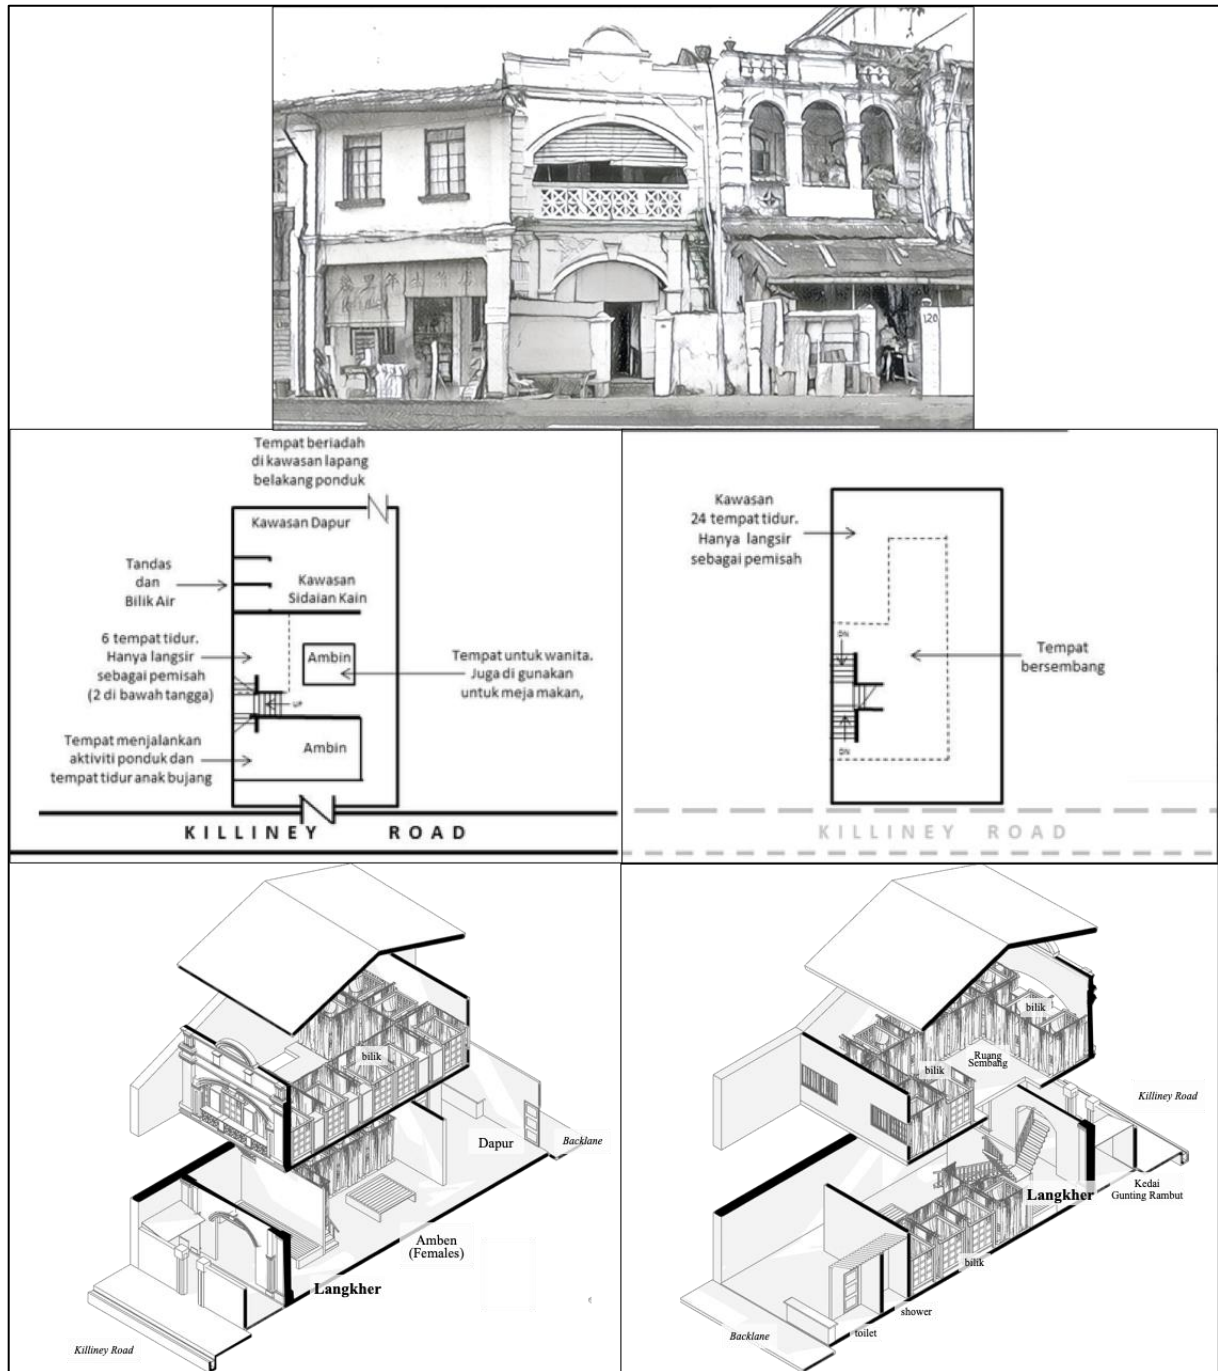 120
Tempat beriadah
di kawasan lapang
belakang ponduk
Kawasan Dapur
Tandas
dan
Bilik Air
Kawasan
Sidaian Kain
6 tempat tidur.
Hanya langsir
sebagai pemisah
(2 di bawah tangga)
Ambin
Tempat untuk wanita.
Juga di gunakan
untuk meja makan,
UP
Tempat menjalankan
aktiviti ponduk dan
tempat tidur anak bujang
Ambin
KILLINEY ROAD
Kawasan
24 tempat tidur.
Hanya langsir
sebagai pemisah
DN
Tempat
bersembang
DN
KILLINEY ROAD
bilik
Dapur
Backlane
Amben
(Females)
Langkher
Killiney Road
bilik
Ruang
Sembang
bilik
Killiney Road
Langkher
Kedai
Gunting Rambut
bilik
shower
toilet
Backlane